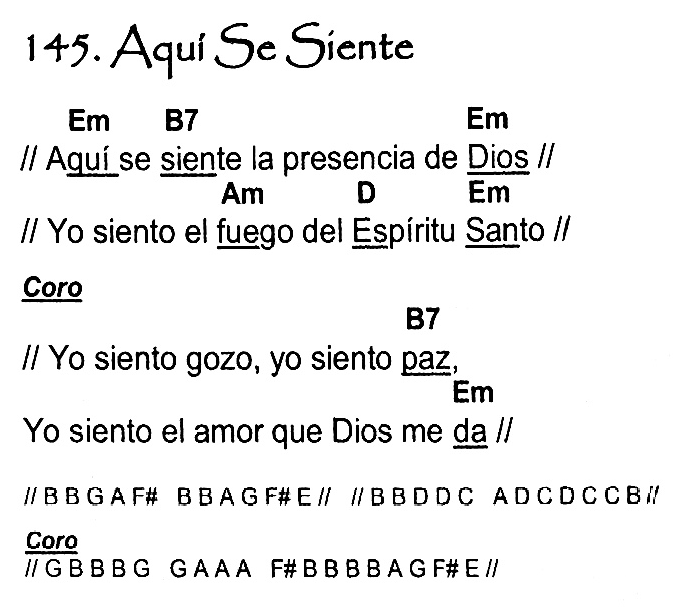 145. Aquí Se Siente
Em B7 Em
// Aquí se siente la presencia de Dios //
Am D Em
// Yo siento el fuego del Espíritu Santo //
Coro
B7
// Yo siento gozo, yo siento paz,
Em
Yo siento el amor que Dios me da //
// B B G A F# B B A G F# E // // B B D D C A D C D C C B //
Coro
// G B B B G G A A A F# B B B B A G F# E //